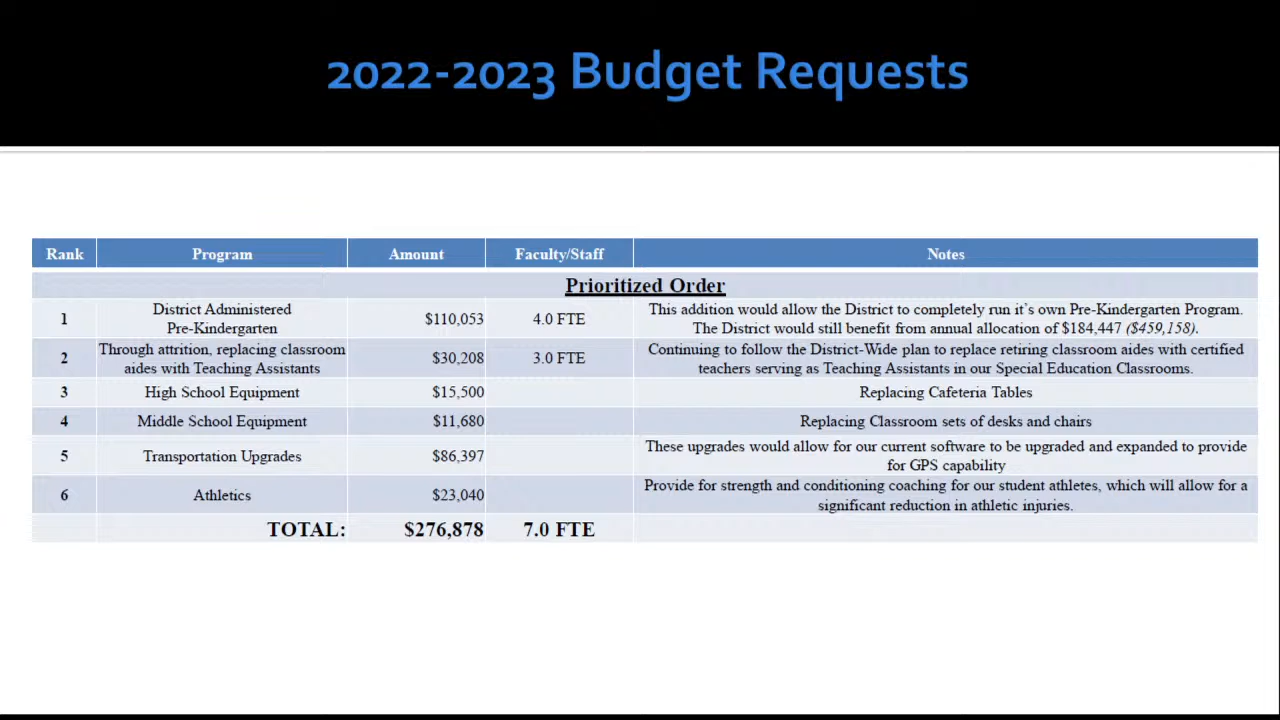 2022-2023 Budget Requests
Rank Program Amount Faculty/Staff Notes
Prioritized Order
1 District Administered Pre-Kindergarten $110,053 4.0 FTE This addition would allow the District to completely run it's own Pre-Kindergarten Program. The District would still benefit from annual allocation of $184,447 ($459,158).
2 Through attrition, replacing classroom aides with Teaching Assistants $30,208 3.0 FTE Continuing to follow the District-Wide plan to replace retiring classroom aides with certified teachers serving as Teaching Assistants in our Special Education Classrooms.
3 High School Equipment $15,500 Replacing Cafeteria Tables
4 Middle School Equipment $11,680 Replacing Classroom sets of desks and chairs
5 Transportation Upgrades $86,397 These upgrades would allow for our current software to be upgraded and expanded to provide for GPS capability
6 Athletics $23,040 Provide for strength and conditioning coaching for our student athletes, which will allow for a significant reduction in athletic injuries.
TOTAL: $276,878 7.0 FTE